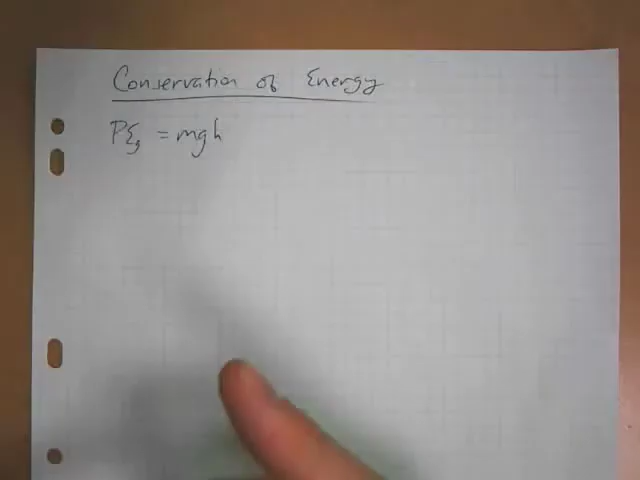 Conservation of Energy
PEg = mgh